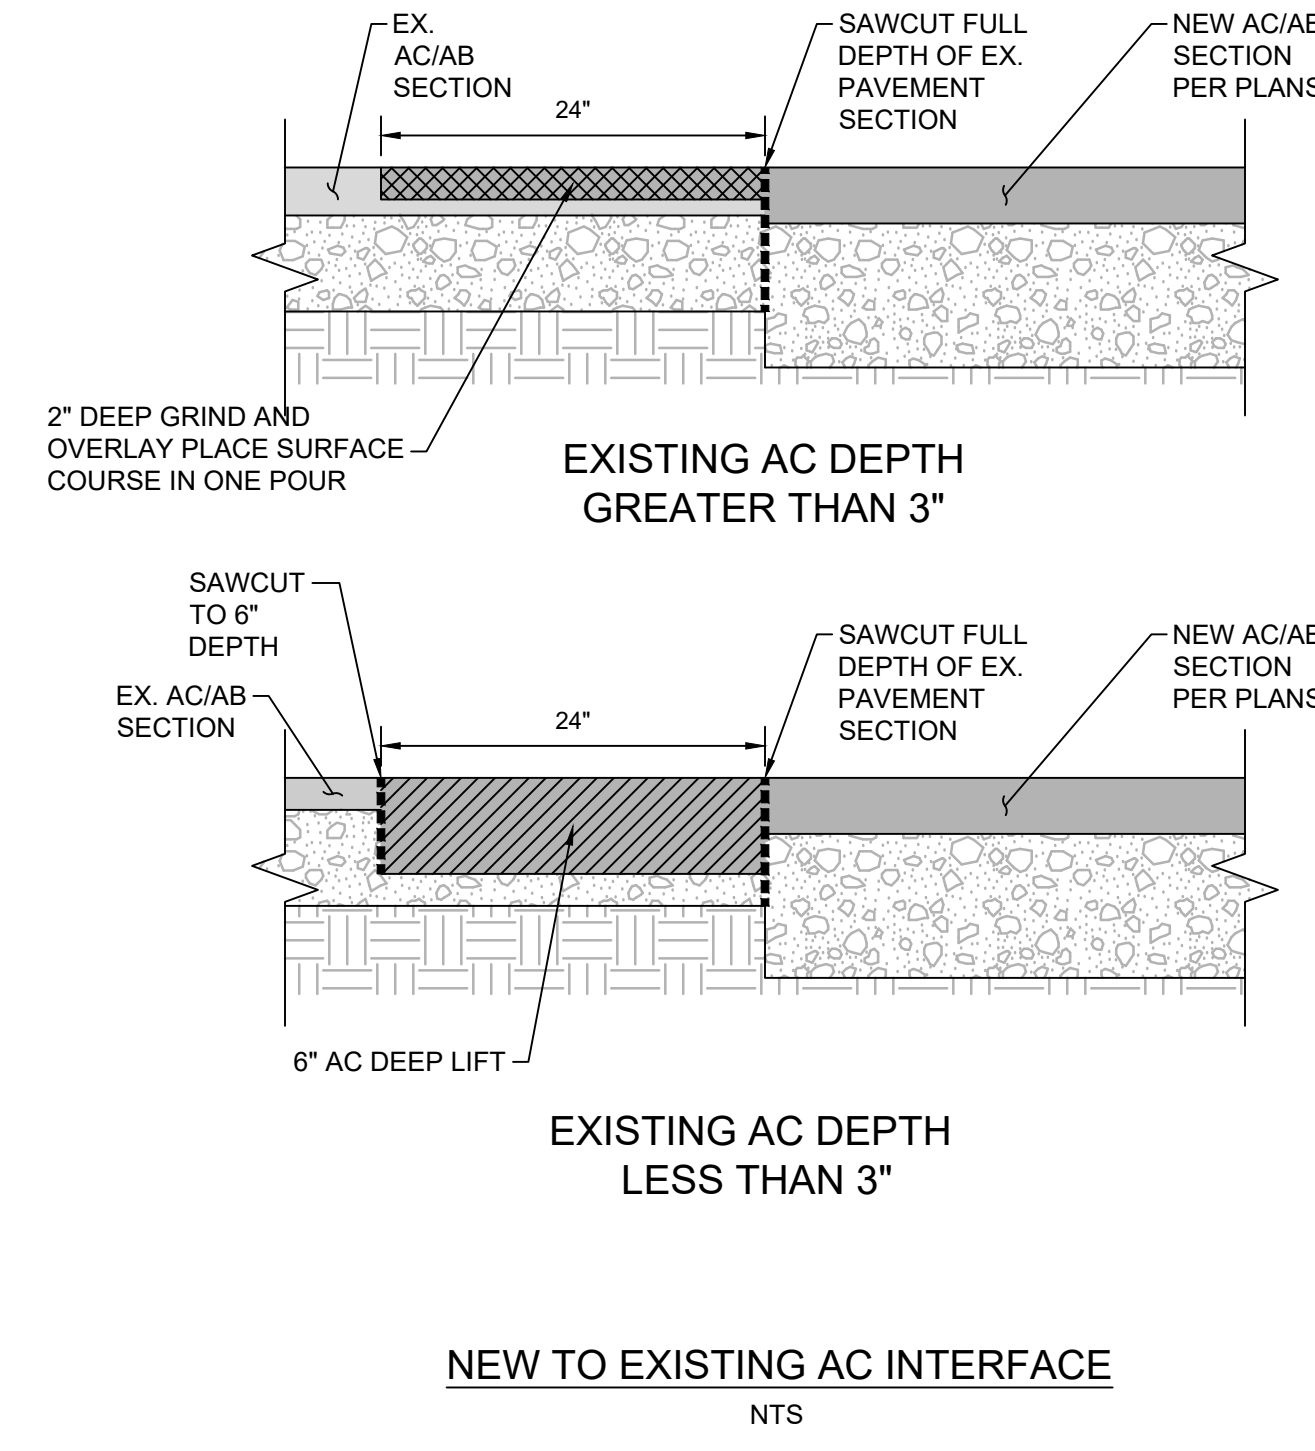 EX.
AC/AB
SECTION
SAWCUT FULL
DEPTH OF EX.
PAVEMENT
SECTION
NEW AC/AB
SECTION
PER PLANS
24"
2" DEEP GRIND AND
OVERLAY PLACE SURFACE
COURSE IN ONE POUR
EXISTING AC DEPTH
GREATER THAN 3"
SAWCUT
TO 6"
DEPTH
EX. AC/AB
SECTION
SAWCUT FULL
DEPTH OF EX.
PAVEMENT
SECTION
NEW AC/AB
SECTION
PER PLANS
24"
6" AC DEEP LIFT
EXISTING AC DEPTH
LESS THAN 3"
NEW TO EXISTING AC INTERFACE
NTS